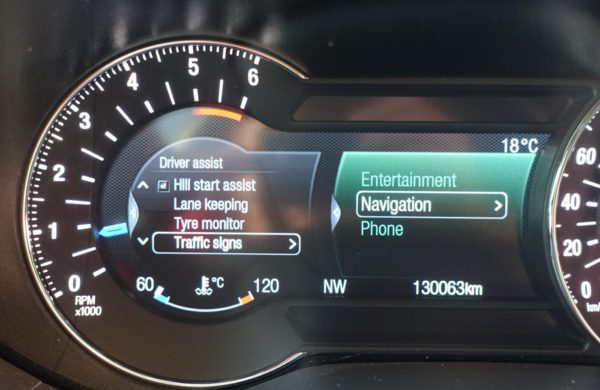 6
5
4
3
2
1
0
RPM
x1000
Driver assist
Hill start assist
Lane keeping
Tyre monitor
Traffic signs >
60 °C 120
18°C
Entertainment
Navigation >
Phone
NW 130063km
60
40
20
0
km/